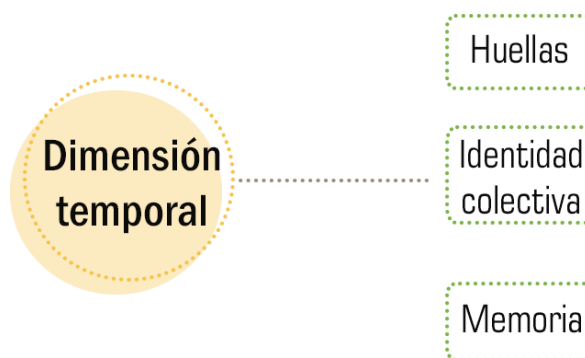 Huellas
Dimensión
temporal
Identidad
colectiva
Memoria